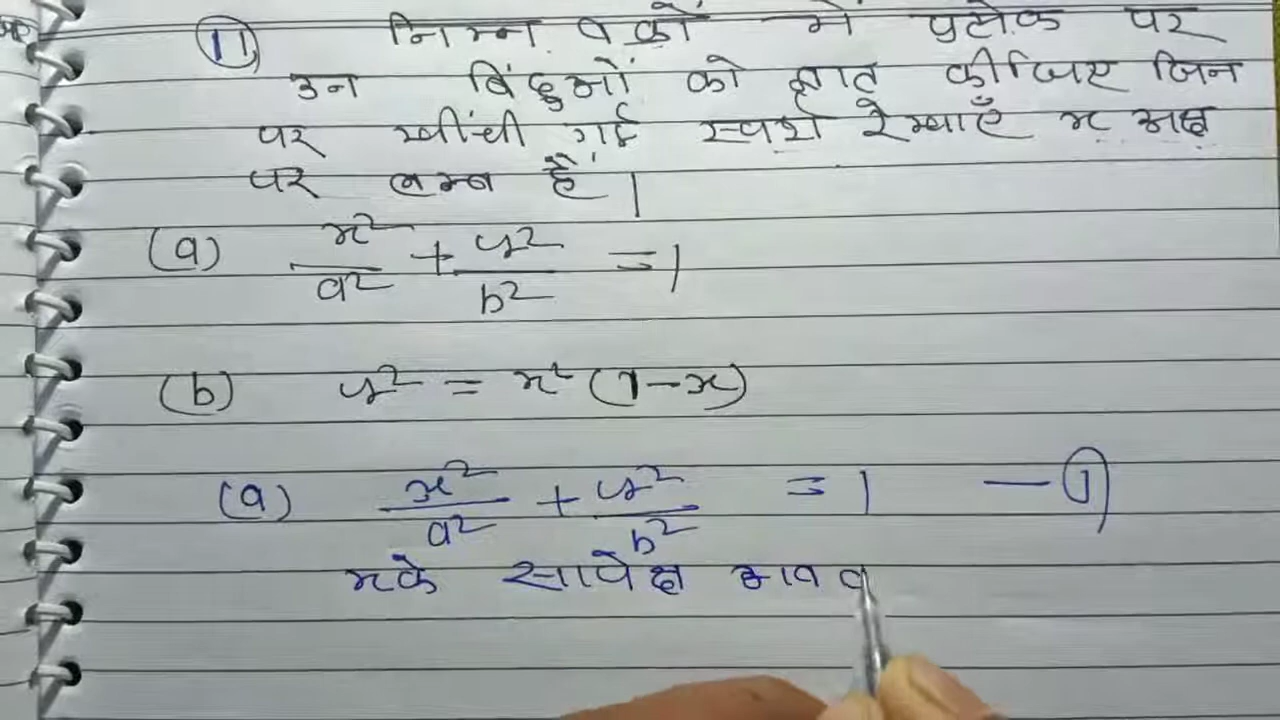 11 निम्न वक्रों में प्रत्येक पर
उन बिंदुओं को ज्ञात कीजिए जिन
पर खींची गई स्पर्श रेखाएँ x अक्ष
पर लम्ब हैं।
(a) x²/a² + y²/b² = 1
(b) y² = x² (1-x)
(a) x²/a² + y²/b² = 1 — 1
x के सापेक्ष अव